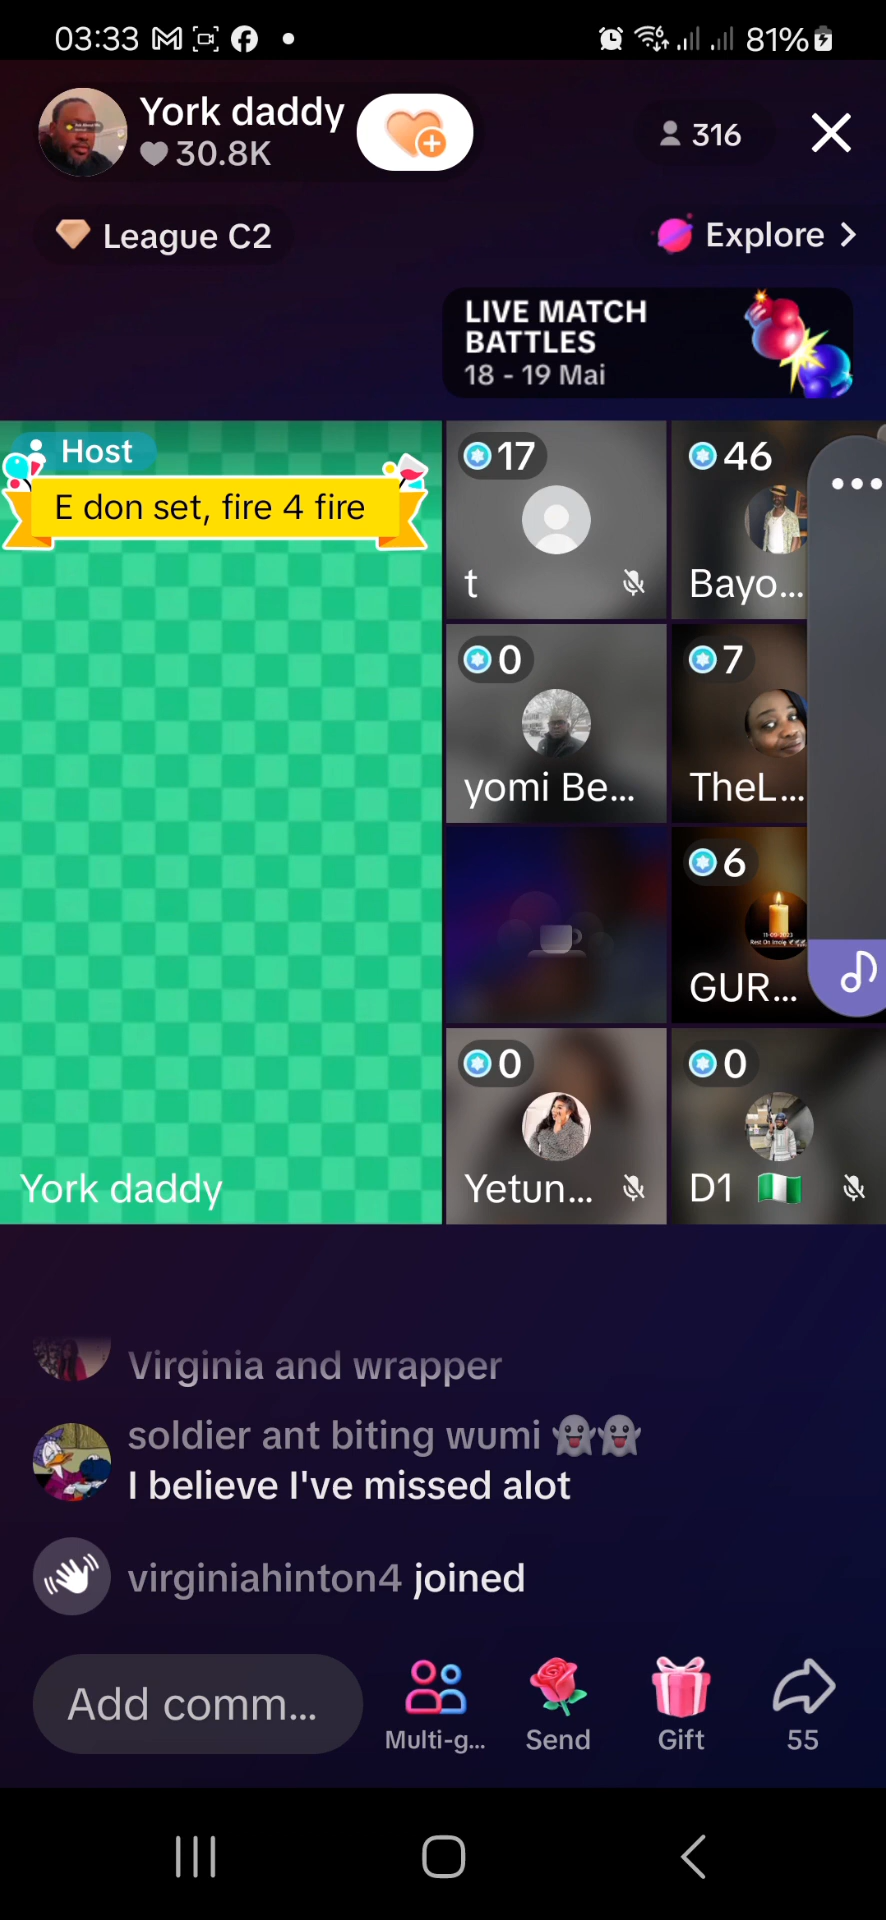 03:33
81%
York daddy
30.8K
316
League C2
Explore
LIVE MATCH
BATTLES
18 - 19 Mai
Host
E don set, fire 4 fire
17
t
46
Bayo...
0
yomi Be...
7
TheL...
6
GUR...
0
Yetun...
0
D1 🇳🇬
York daddy
Virginia and wrapper
soldier ant biting wumi 👻👻
I believe I've missed alot
virginiahinton4 joined
Add comm...
Multi-g...
Send
Gift
55